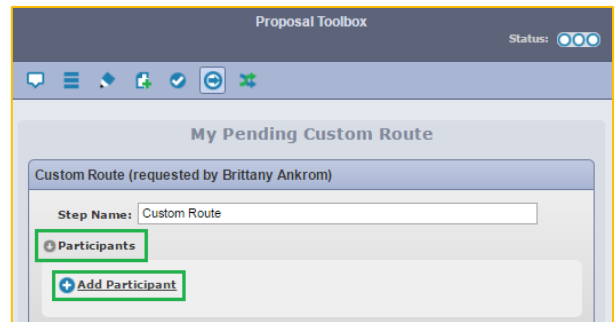 Proposal Toolbox
Status:
My Pending Custom Route
Custom Route (requested by Brittany Ankrom)
Step Name: Custom Route
Participants
Add Participant